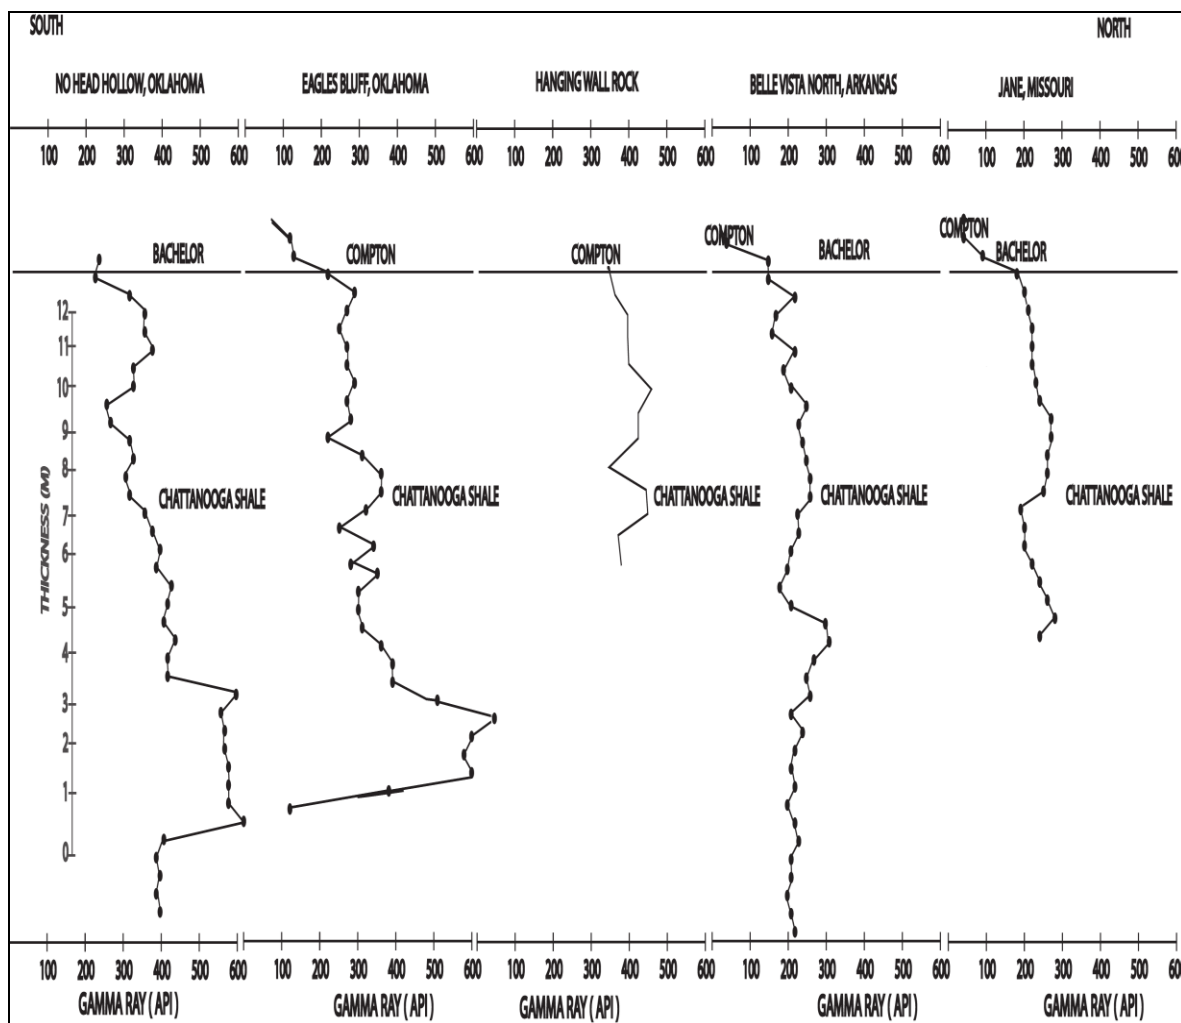 SOUTH NORTH
NO HEAD HOLLOW, OKLAHOMA EAGLES BLUFF, OKLAHOMA HANGING WALL ROCK BELLE VISTA NORTH, ARKANSAS JANE, MISSOURI
100 200 300 400 500 600 100 200 300 400 500 600 100 200 300 400 500 600 100 200 300 400 500 600 100 200 300 400 500 600
COMPTON COMPTON
BACHELOR COMPTON COMPTON BACHELOR BACHELOR
12
11
10
9
8
CHATTANOOGA SHALE CHATTANOOGA SHALE CHATTANOOGA SHALE CHATTANOOGA SHALE CHATTANOOGA SHALE
7
6
THICKNESS (M)
5
4
3
2
1
0
100 200 300 400 500 600 100 200 300 400 500 600 100 200 300 400 500 600 100 200 300 400 500 600 100 200 300 400 500 600
GAMMA RAY ( API ) GAMMA RAY ( API ) GAMMA RAY ( API ) GAMMA RAY ( API ) GAMMA RAY ( API )